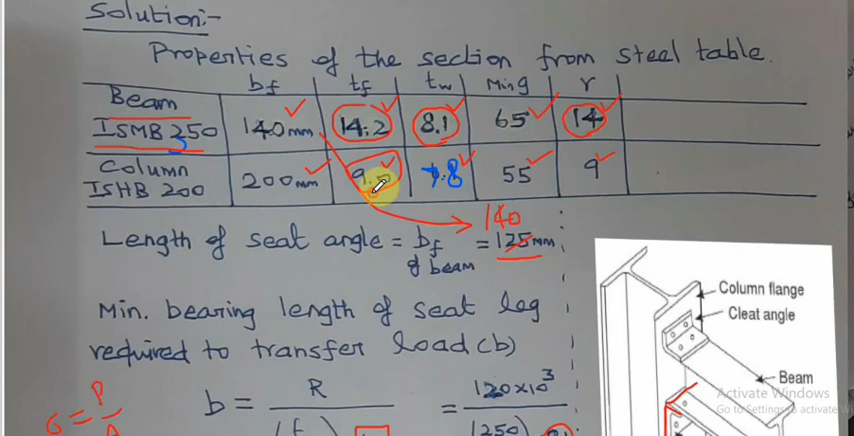 Solution:-
Properties of the section from steel table.
bf tf tw Min g r
Beam
ISMB 250 140mm 14.2 8.1 65 14
Column
ISHB 200 200mm 7.8 55 9
140
Length of seat angle = bf = 125mm
of beam
Min. bearing length of seat leg
required to transfer load (b)
b = R = 120×10³
(f (250)
σ = P
A
Column flange
Cleat angle
Beam
Activate Windows
Go to Settings to activate Wi